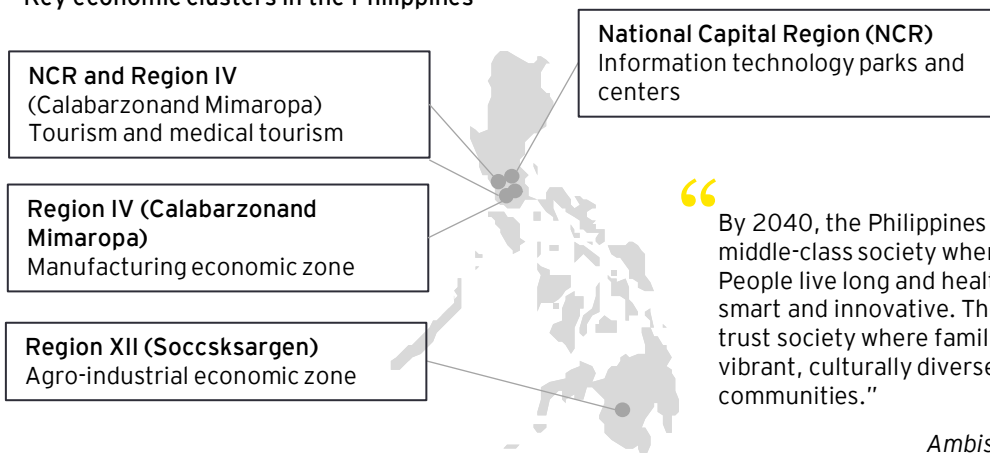 Key economic clusters in the Philippines
National Capital Region (NCR)
Information technology parks and
centers
NCR and Region IV
(Calabarzonand Mimaropa)
Tourism and medical tourism
Region IV (Calabarzonand
Mimaropa)
Manufacturing economic zone
Region XII (Soccsksargen)
Agro-industrial economic zone
“
By 2040, the Philippines
middle-class society wher
People live long and healt
smart and innovative. Th
trust society where famil
vibrant, culturally diverse
communities.”
Ambis